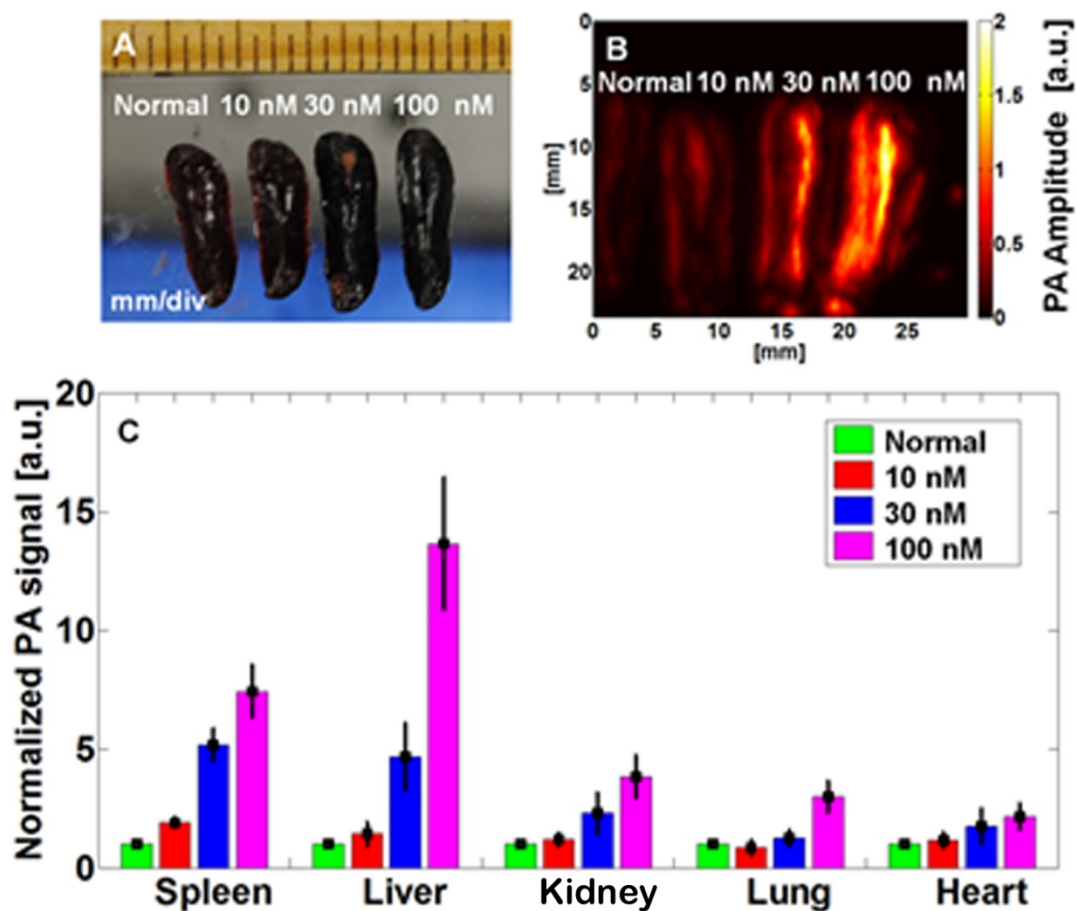 A
Normal 10 nM 30 nM 100 nM
mm/div
B
Normal 10 nM 30 nM 100 nM
0
5
10
15
20
[mm]
0 5 10 15 20 25
[mm]
2
1.5
1
0.5
0
PA Amplitude [a.u.]
C
Normalized PA signal [a.u.]
20
15
10
5
0
Normal
10 nM
30 nM
100 nM
Spleen Liver Kidney Lung Heart